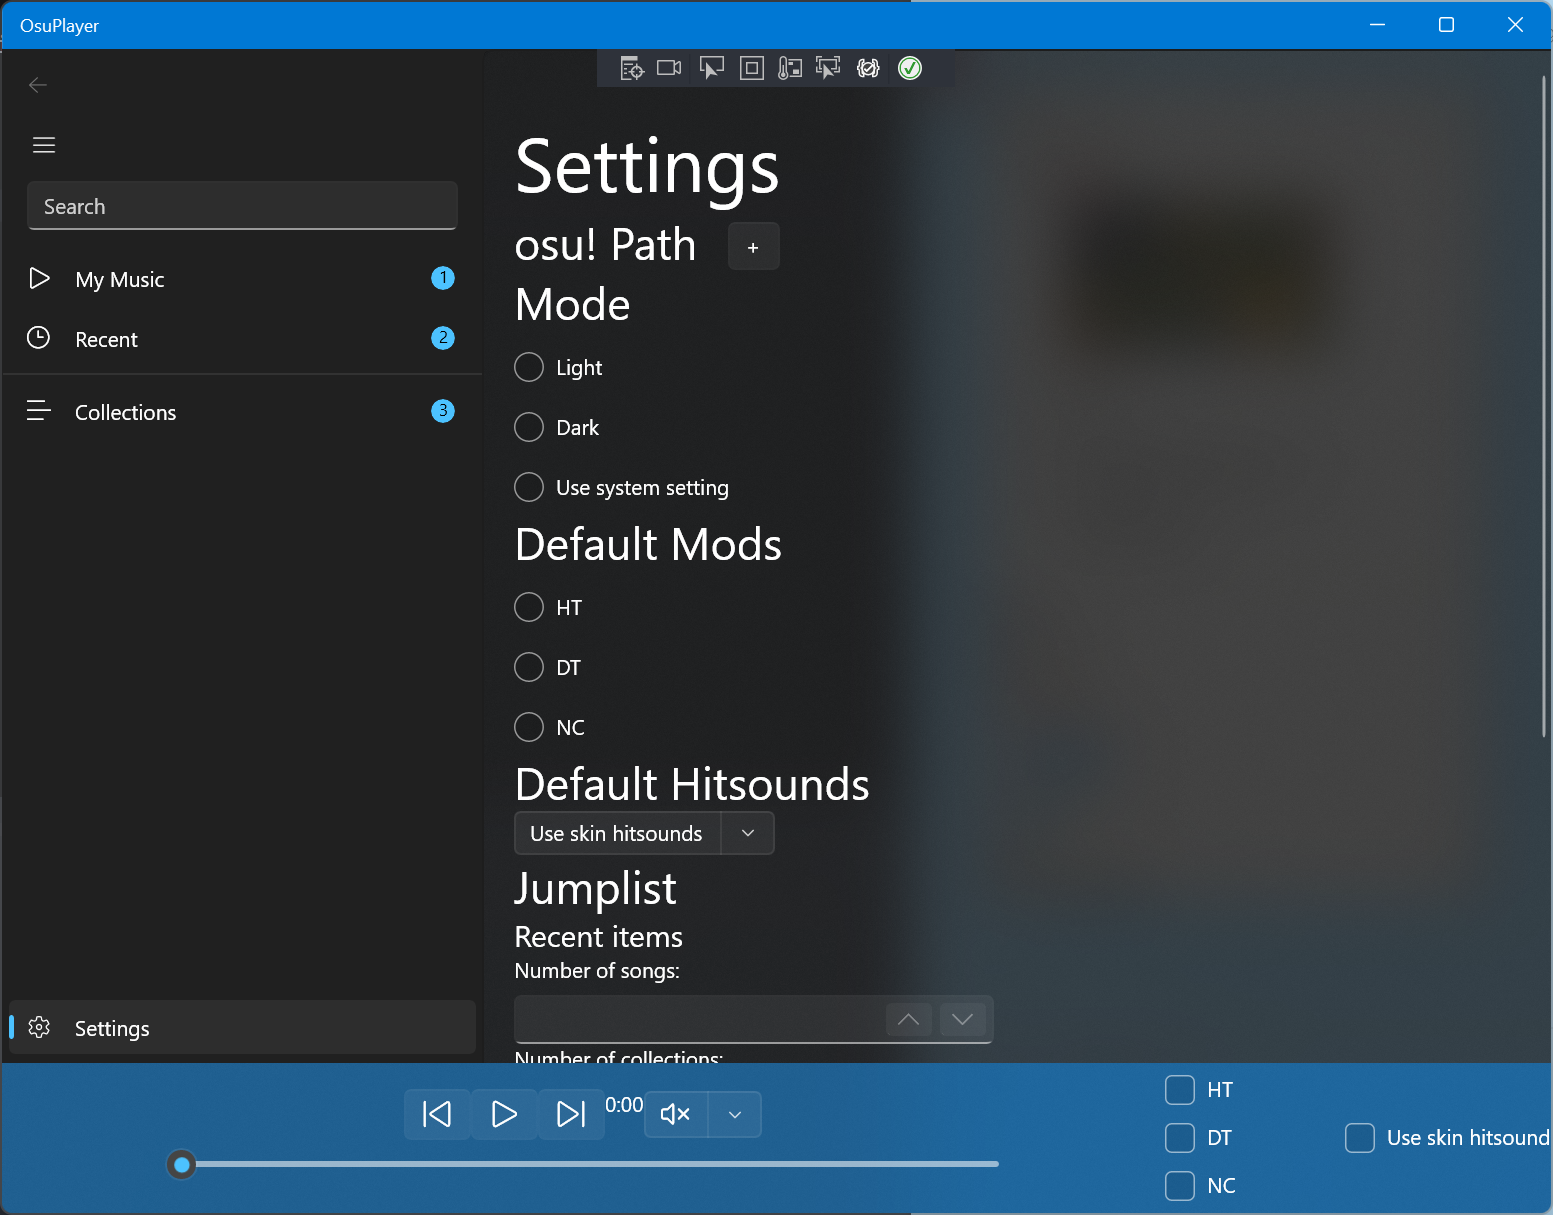 OsuPlayer
Search
My Music 1
Recent 2
Collections 3
Settings
Settings
osu! Path +
Mode
Light
Dark
Use system setting
Default Mods
HT
DT
NC
Default Hitsounds
Use skin hitsounds
Jumplist
Recent items
Number of songs:
Number of collections:
0:00
HT
DT
NC
Use skin hitsound